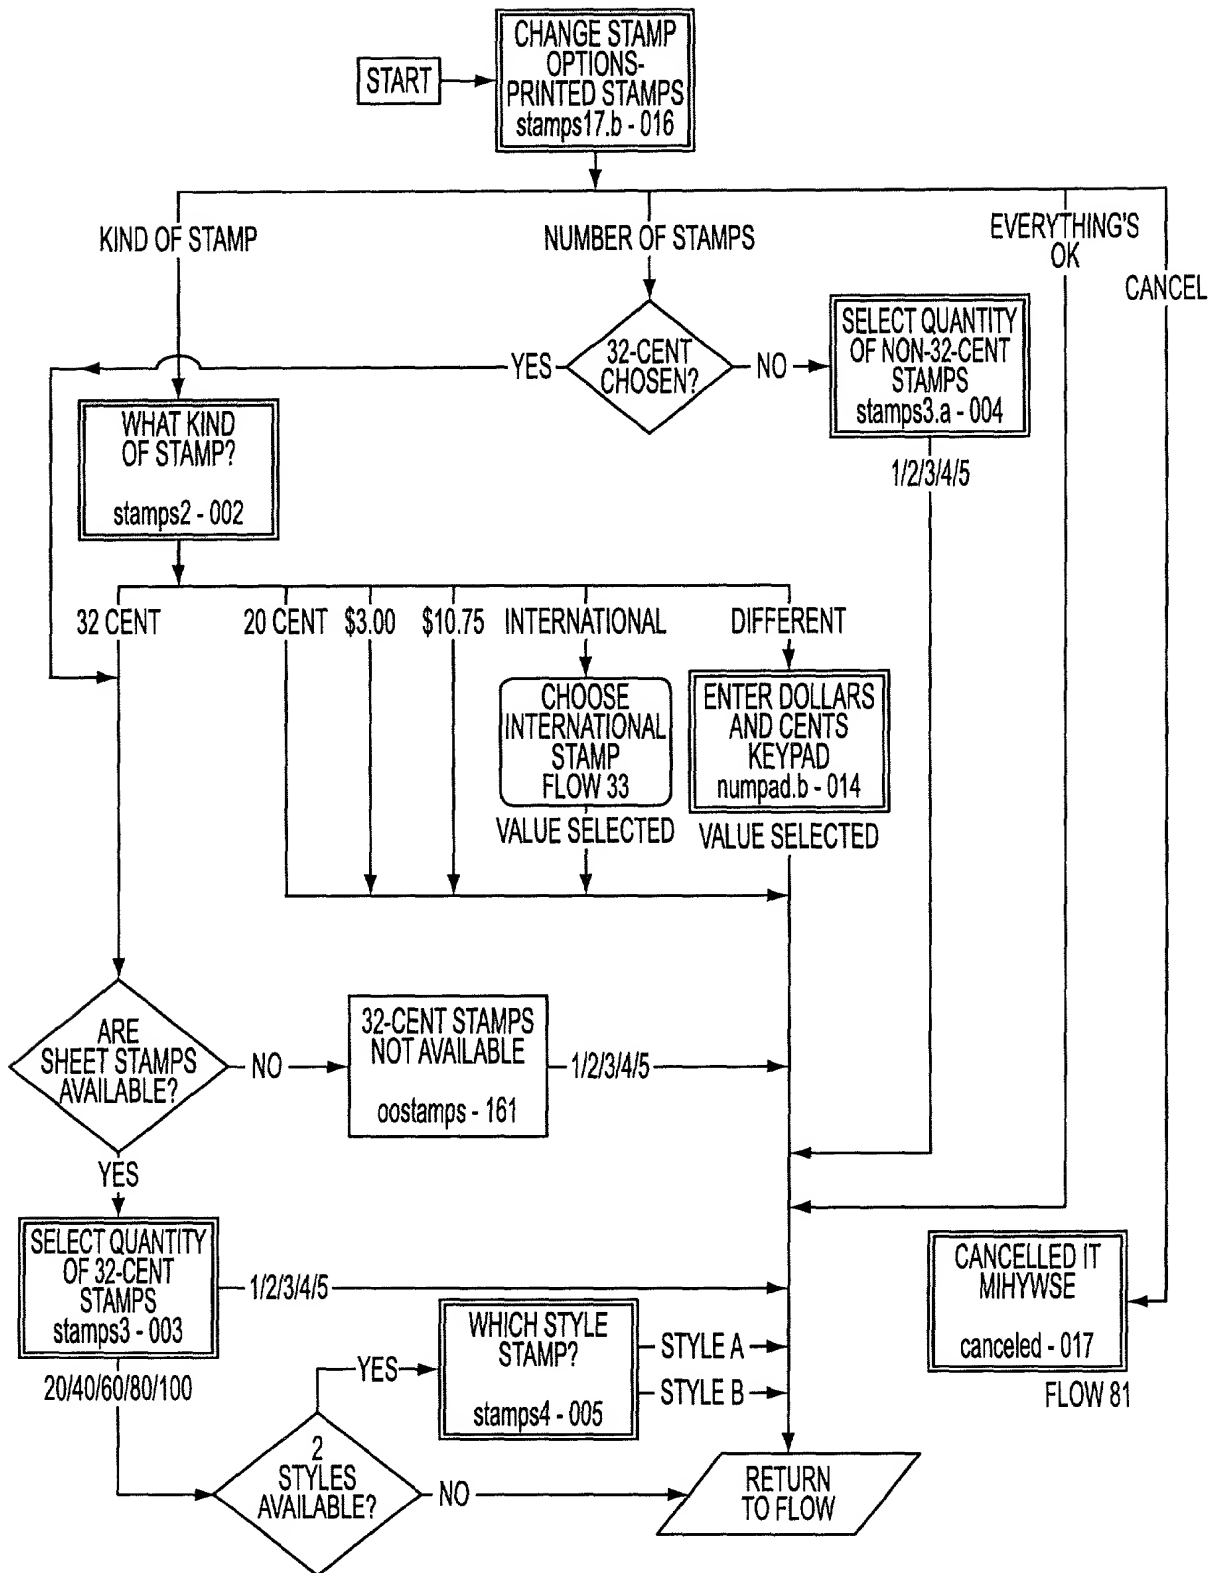 START
CHANGE STAMP
OPTIONS-
PRINTED STAMPS
stamps17.b - 016
KIND OF STAMP
NUMBER OF STAMPS
EVERYTHING'S
OK
CANCEL
YES
32-CENT
CHOSEN?
NO
SELECT QUANTITY
OF NON-32-CENT
STAMPS
stamps3.a - 004
1/2/3/4/5
WHAT KIND
OF STAMP?
stamps2 - 002
32 CENT
20 CENT
$3.00
$10.75
INTERNATIONAL
DIFFERENT
CHOOSE
INTERNATIONAL
STAMP
FLOW 33
VALUE SELECTED
ENTER DOLLARS
AND CENTS
KEYPAD
numpad.b - 014
VALUE SELECTED
ARE
SHEET STAMPS
AVAILABLE?
NO
32-CENT STAMPS
NOT AVAILABLE
oostamps - 161
1/2/3/4/5
YES
SELECT QUANTITY
OF 32-CENT
STAMPS
stamps3 - 003
1/2/3/4/5
20/40/60/80/100
2
STYLES
AVAILABLE?
YES
WHICH STYLE
STAMP?
stamps4 - 005
STYLE A
STYLE B
NO
RETURN
TO FLOW
CANCELLED IT
MIHYWSE
canceled - 017
FLOW 81